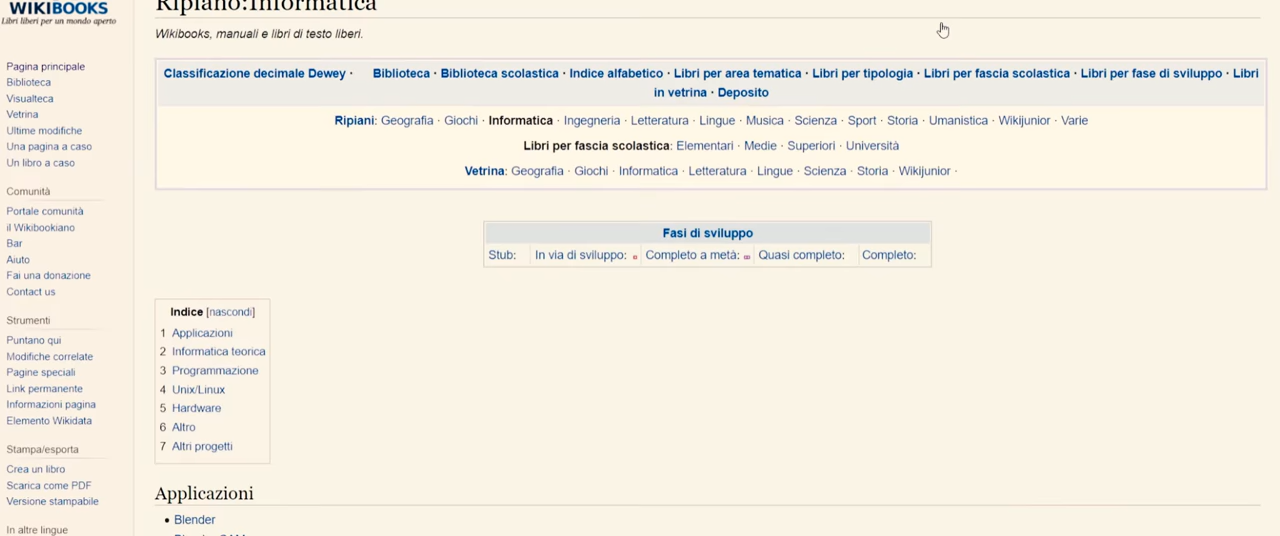 WIKIBOOKS
Libri liberi per un mondo aperto
Pagina principale
Biblioteca
Visualteca
Vetrina
Ultime modifiche
Una pagina a caso
Un libro a caso
Comunità
Portale comunità
il Wikibookiano
Bar
Aiuto
Fai una donazione
Contact us
Strumenti
Puntano qui
Modifiche correlate
Pagine speciali
Link permanente
Informazioni pagina
Elemento Wikidata
Stampa/esporta
Crea un libro
Scarica come PDF
Versione stampabile
In altre lingue
Ripiano:Informatica
Wikibooks, manuali e libri di testo liberi.
Classificazione decimale Dewey · Biblioteca · Biblioteca scolastica · Indice alfabetico · Libri per area tematica · Libri per tipologia · Libri per fascia scolastica · Libri per fase di sviluppo · Libri
in vetrina · Deposito
Ripiani: Geografia · Giochi · Informatica · Ingegneria · Letteratura · Lingue · Musica · Scienza · Sport · Storia · Umanistica · Wikijunior · Varie
Libri per fascia scolastica: Elementari · Medie · Superiori · Università
Vetrina: Geografia · Giochi · Informatica · Letteratura · Lingue · Scienza · Storia · Wikijunior ·
Fasi di sviluppo
Stub: In via di sviluppo: Completo a metà: Quasi completo: Completo:
Indice [nascondi]
1 Applicazioni
2 Informatica teorica
3 Programmazione
4 Unix/Linux
5 Hardware
6 Altro
7 Altri progetti
Applicazioni
• Blender